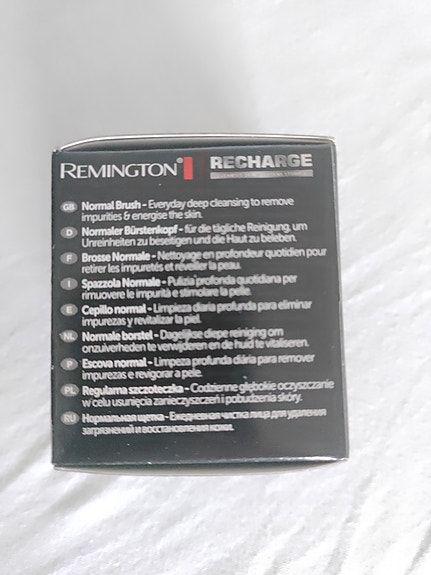 REMINGTON® RECHARGE
GB Normal Brush - Everyday deep cleansing to remove
impurities & energise the skin.
D Normaler Bürstenkopf - für die tägliche Reinigung, um
Unreinheiten zu beseitigen und die Haut zu beleben.
F Brosse Normale - Nettoyage en profondeur quotidien pour
retirer les impuretés et réveiller la peau.
I Spazzola Normale - Pulizia profonda quotidiana per
rimuovere le impurità e stimolare la pelle.
E Cepillo normal - Limpieza diaria profunda para eliminar
impurezas y revitalizar la piel.
NL Normale borstel - Dagelijkse diepe reiniging om
onzuiverheden te verwijderen en de huid te vitaliseren.
P Escova normal - Limpeza profunda diária para remover
impurezas e revigorar a pele.
PL Regularna szczoteczka - Codzienne głębokie oczyszczanie
w celu usunięcia zanieczyszczeń i pobudzenia skóry.
RU Нормальная щетка - Ежедневная чистка лица для удаления
загрязнений и восстановления кожи.